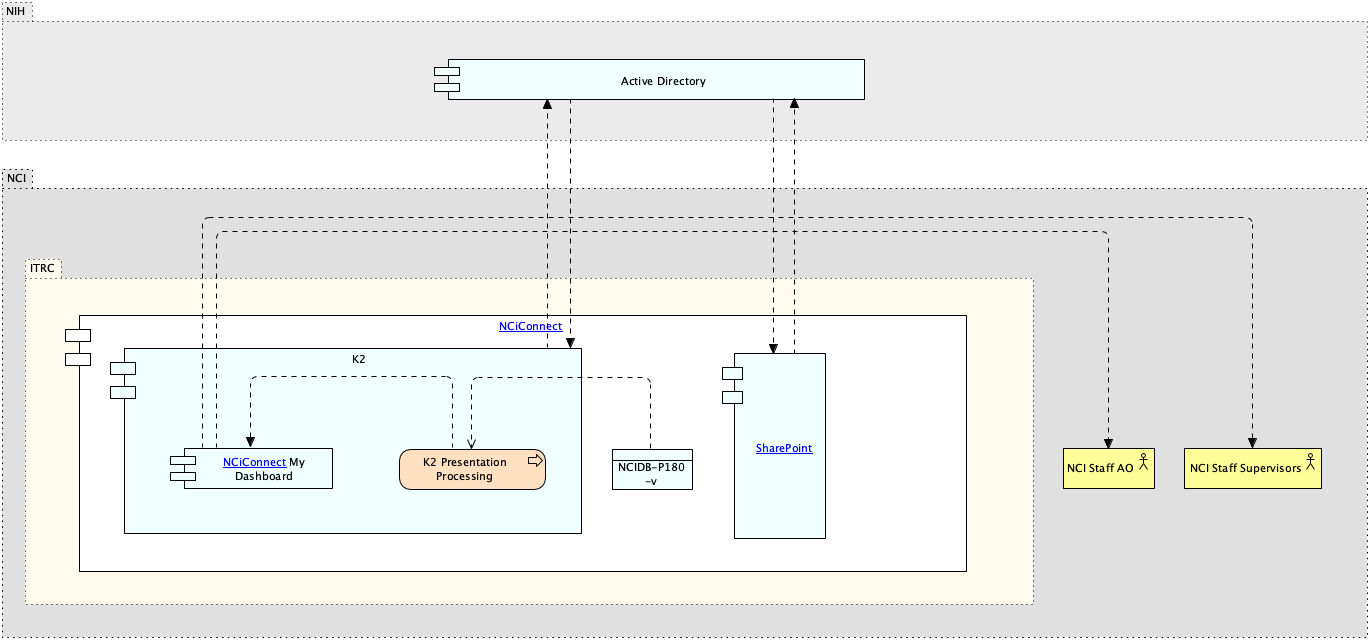 NIH
Active Directory
NCI
ITRC
NCiConnect
K2
NCiConnect My
Dashboard
K2 Presentation
Processing
NCIDB-P180
-v
SharePoint
NCI Staff AO
NCI Staff Supervisors